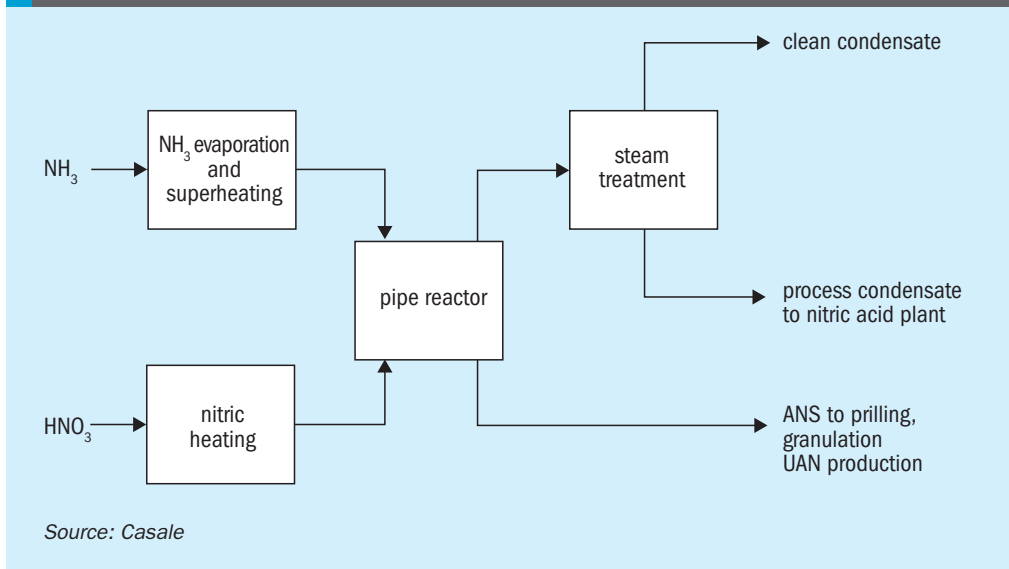 clean condensate
NH₃ evaporation
and
superheating
steam
treatment
NH₃
pipe reactor
process condensate
to nitric acid plant
nitric
heating
HNO₃
ANS to prilling,
granulation
UAN production
Source: Casale